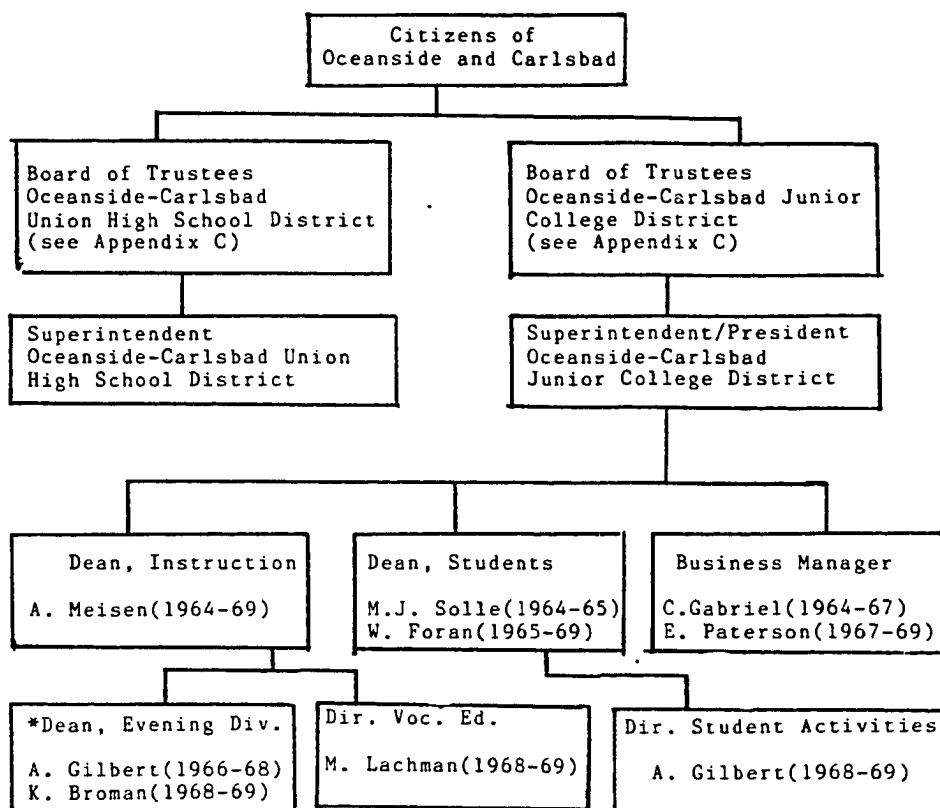 Citizens of
Oceanside and Carlsbad
Board of Trustees
Oceanside-Carlsbad
Union High School District
(see Appendix C)
Board of Trustees
Oceanside-Carlsbad Junior
College District
(see Appendix C)
Superintendent
Oceanside-Carlsbad Union
High School District
Superintendent/President
Oceanside-Carlsbad
Junior College District
Dean, Instruction
A. Meisen(1964-69)
Dean, Students
M.J. Solle(1964-65)
W. Foran(1965-69)
Business Manager
C.Gabriel(1964-67)
E. Paterson(1967-69)
*Dean, Evening Div.
A. Gilbert(1966-68)
K. Broman(1968-69)
Dir. Voc. Ed.
M. Lachman(1968-69)
Dir. Student Activities
A. Gilbert(1968-69)